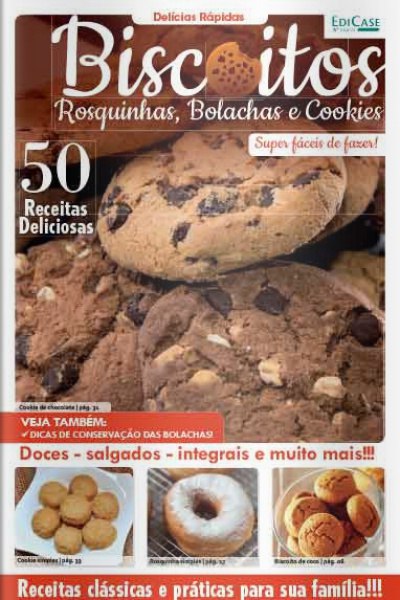 Delícias Rápidas
EDICASE
Biscoitos
Rosquinhas, Bolachas e Cookies
Super fáceis de fazer!
50
Receitas
Deliciosas
Cookie de chocolate | pág. 31
VEJA TAMBÉM:
✓ DICAS DE CONSERVAÇÃO DAS BOLACHAS!
Doces - salgados - integrais e muito mais!!!
Cookie simples | pág. 33
Rosquinha simples | pág. 17
Biscoito de coco | pág. 06
Receitas clássicas e práticas para sua família!!!